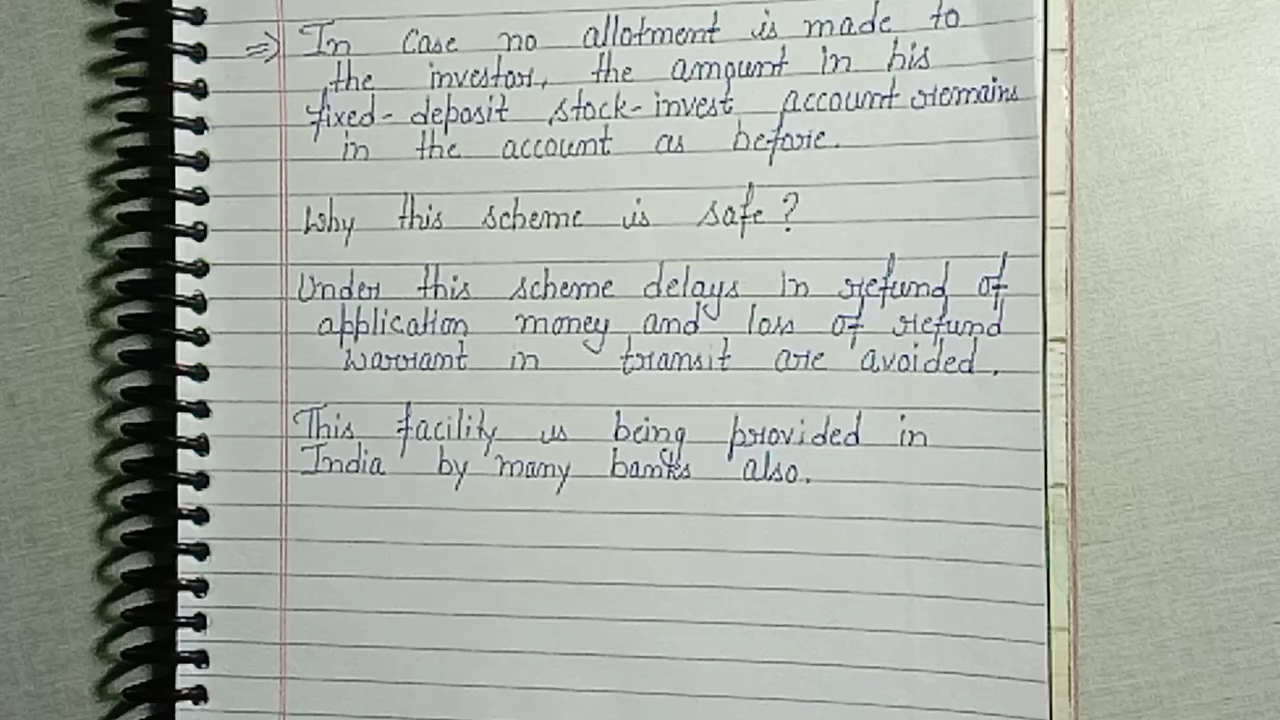 ⇒ In case no allotment is made to
the investor, the amount in his
fixed-deposit stock-invest account remains
in the account as before.
Why this scheme is safe?
Under this scheme delays in refund of
application money and loss of refund
warrant in transit are avoided.
This facility is being provided in
India by many banks also.